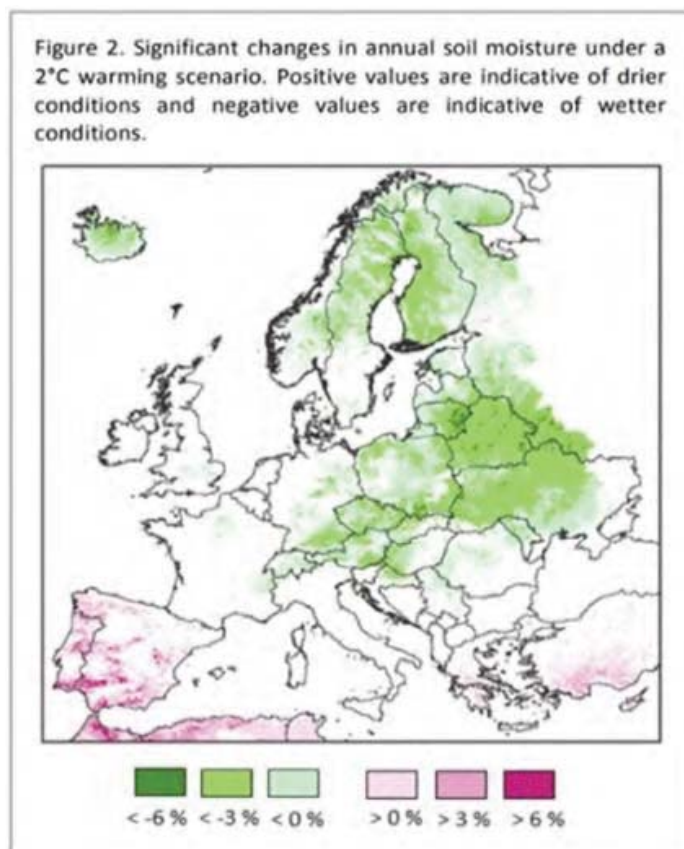 Figure 2. Significant changes in annual soil moisture under a
2°C warming scenario. Positive values are indicative of drier
conditions and negative values are indicative of wetter
conditions.
< -6 % < -3 % < 0 % > 0 % > 3 % > 6 %